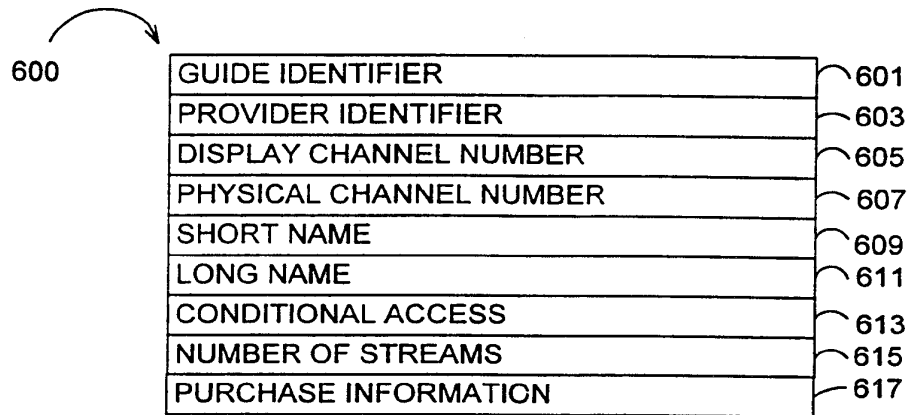 600
GUIDE IDENTIFIER 601
PROVIDER IDENTIFIER 603
DISPLAY CHANNEL NUMBER 605
PHYSICAL CHANNEL NUMBER 607
SHORT NAME 609
LONG NAME 611
CONDITIONAL ACCESS 613
NUMBER OF STREAMS 615
PURCHASE INFORMATION 617